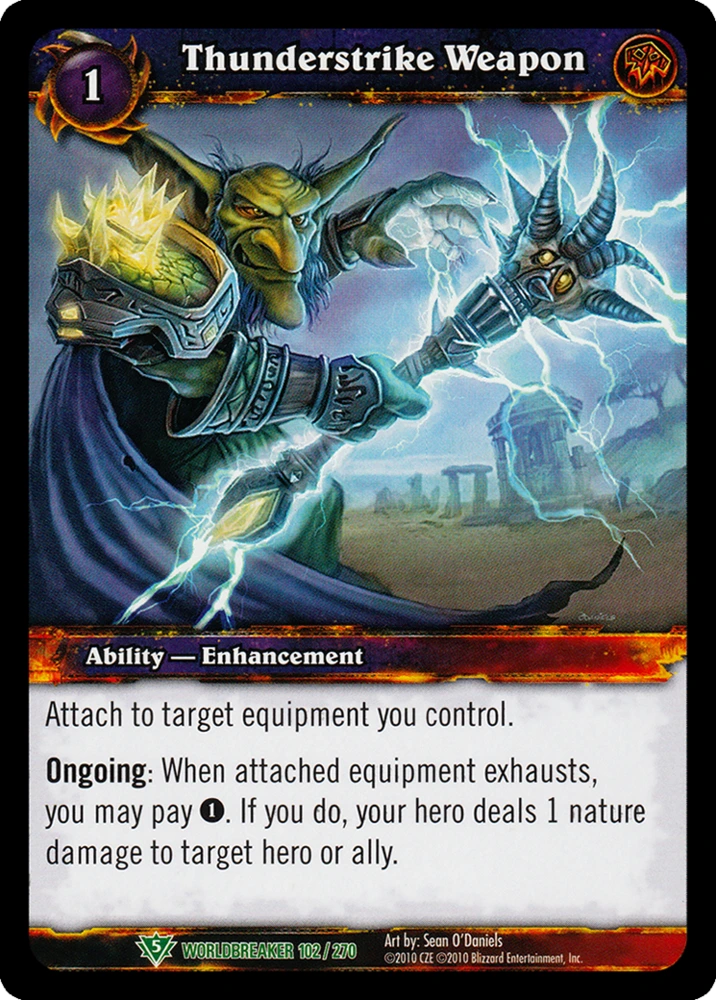 1
Thunderstrike Weapon
Ability — Enhancement
Attach to target equipment you control.
Ongoing: When attached equipment exhausts,
you may pay 1. If you do, your hero deals 1 nature
damage to target hero or ally.
5
WORLDBREAKER 102 / 270
Art by: Sean O'Daniels
©2010 CZE ©2010 Blizzard Entertainment, Inc.